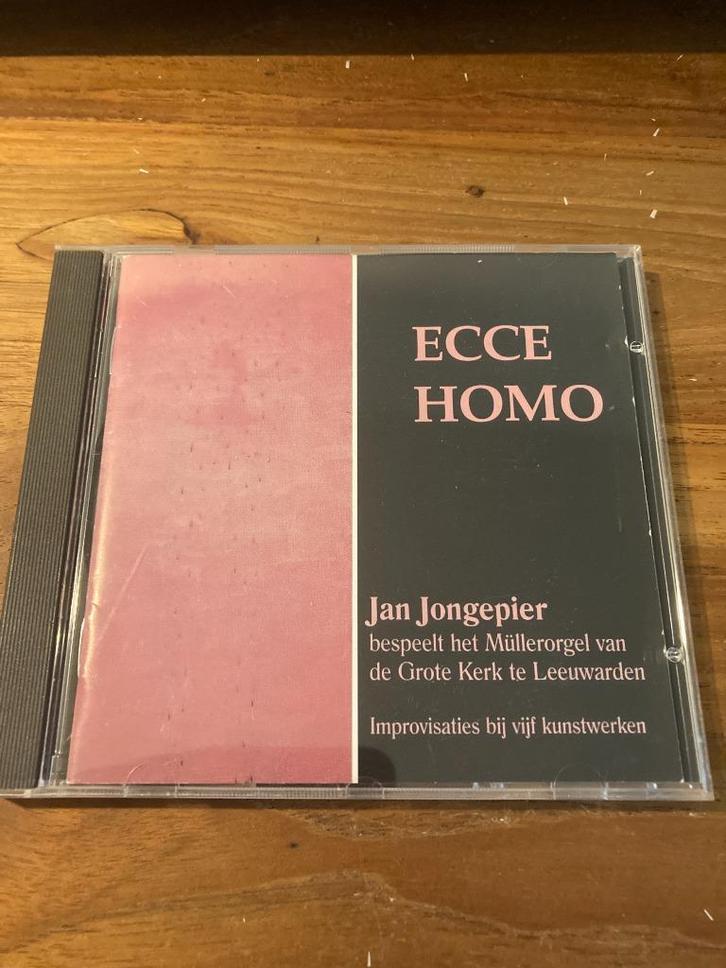 ECCE
HOMO
Jan Jongepier
bespeelt het Müllerorgel van
de Grote Kerk te Leeuwarden
Improvisaties bij vijf kunstwerken